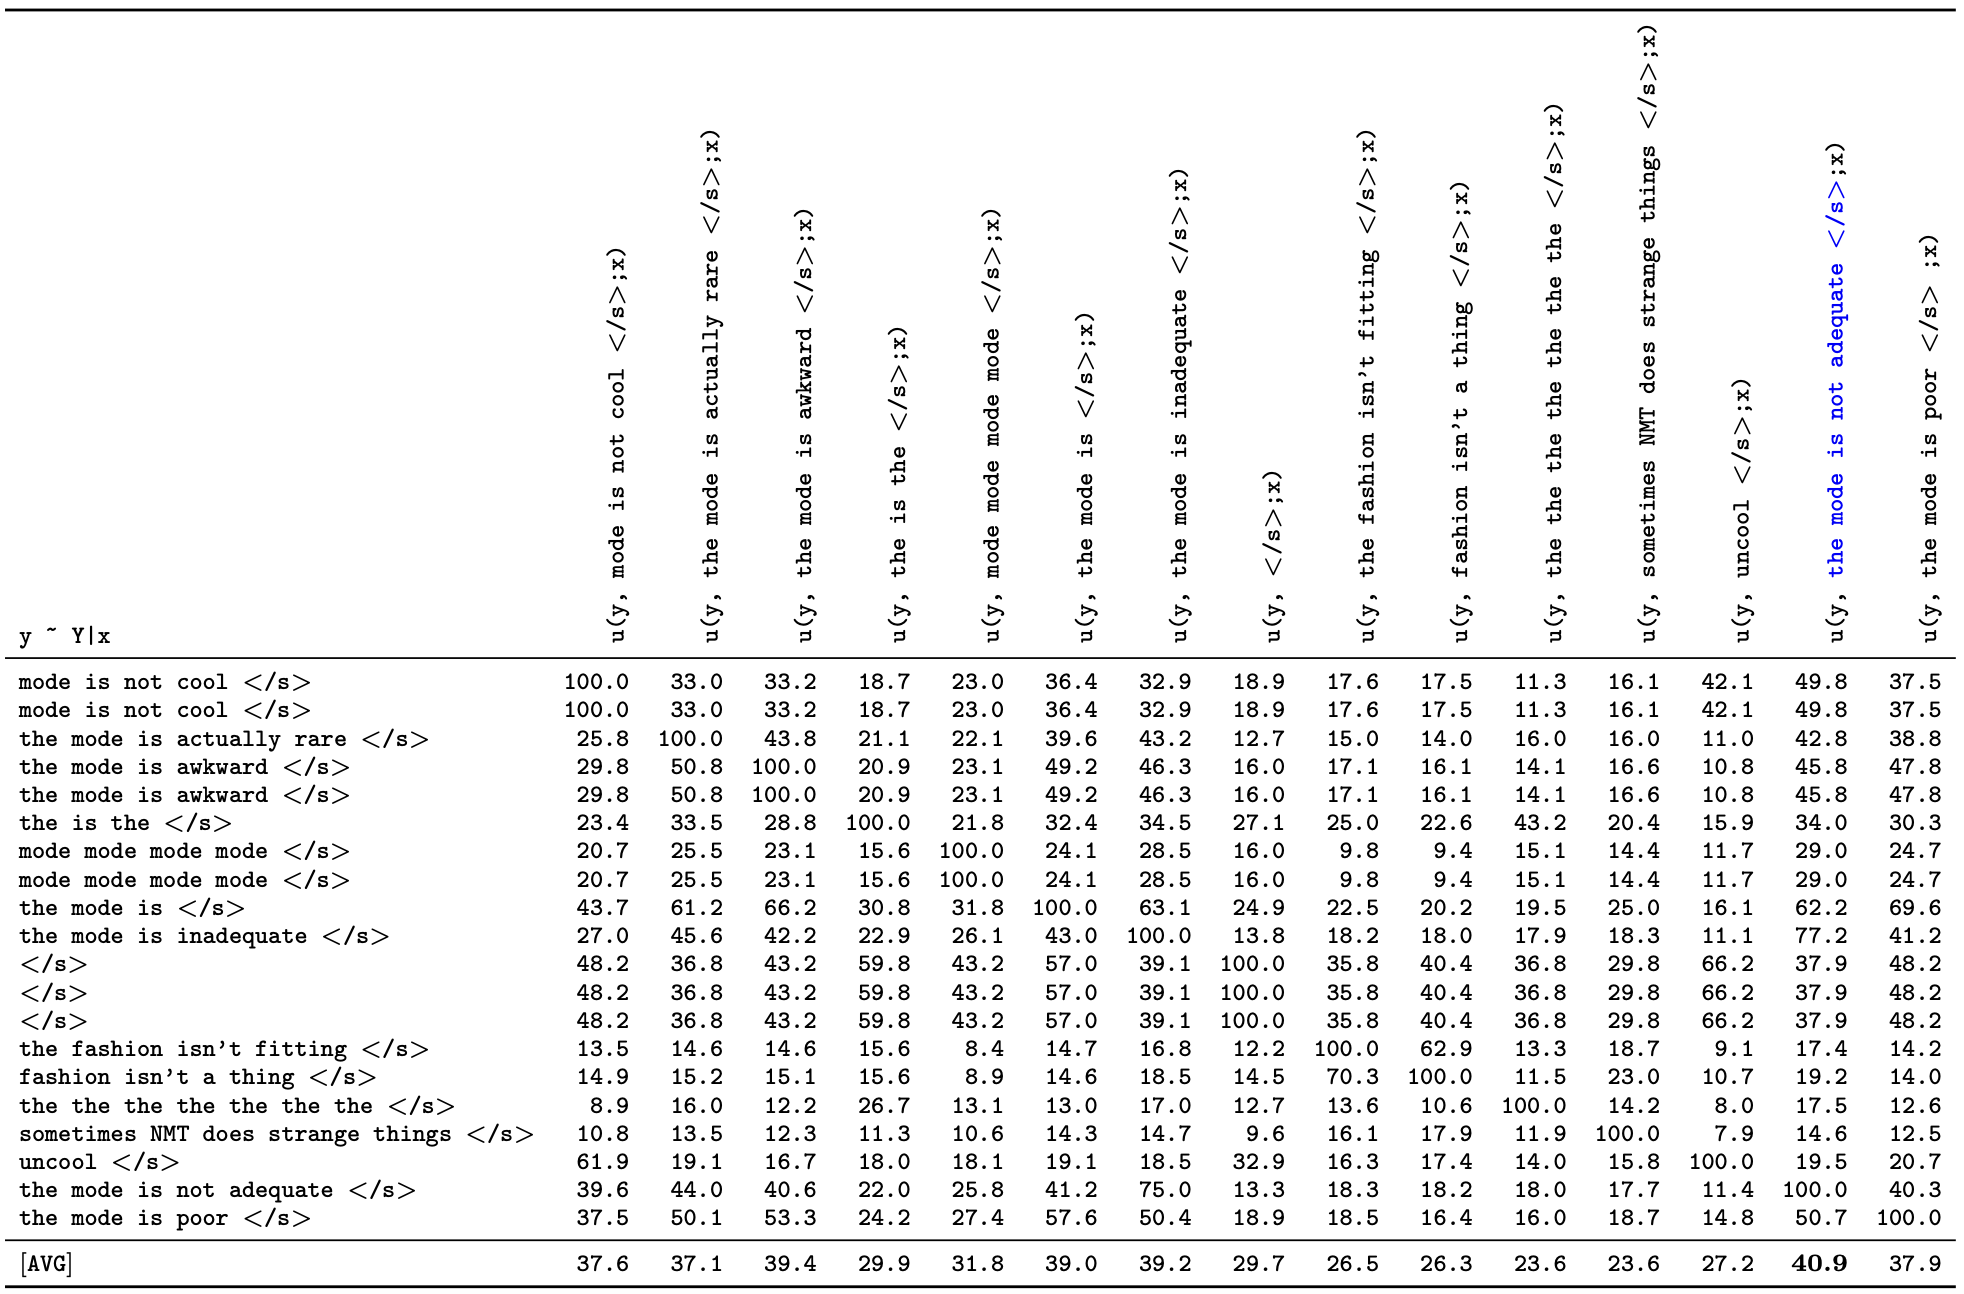 y ~ Y|x u(y, mode is not cool </s>;x) u(y, the mode is actually rare </s>;x) u(y, the mode is awkward </s>;x) u(y, the is the </s>;x) u(y, mode mode mode mode </s>;x) u(y, the mode is </s>;x) u(y, the mode is inadequate </s>;x) u(y, </s>;x) u(y, the fashion isn't fitting </s>;x) u(y, fashion isn't a thing </s>;x) u(y, the the the the the the the </s>;x) u(y, sometimes NMT does strange things </s>;x) u(y, uncool </s>;x) u(y, the mode is not adequate </s>;x) u(y, the mode is poor </s> ;x)
mode is not cool </s> 100.0 33.0 33.2 18.7 23.0 36.4 32.9 18.9 17.6 17.5 11.3 16.1 42.1 49.8 37.5
mode is not cool </s> 100.0 33.0 33.2 18.7 23.0 36.4 32.9 18.9 17.6 17.5 11.3 16.1 42.1 49.8 37.5
the mode is actually rare </s> 25.8 100.0 43.8 21.1 22.1 39.6 43.2 12.7 15.0 14.0 16.0 16.0 11.0 42.8 38.8
the mode is awkward </s> 29.8 50.8 100.0 20.9 23.1 49.2 46.3 16.0 17.1 16.1 14.1 16.6 10.8 45.8 47.8
the mode is awkward </s> 29.8 50.8 100.0 20.9 23.1 49.2 46.3 16.0 17.1 16.1 14.1 16.6 10.8 45.8 47.8
the is the </s> 23.4 33.5 28.8 100.0 21.8 32.4 34.5 27.1 25.0 22.6 43.2 20.4 15.9 34.0 30.3
mode mode mode mode </s> 20.7 25.5 23.1 15.6 100.0 24.1 28.5 16.0 9.8 9.4 15.1 14.4 11.7 29.0 24.7
mode mode mode mode </s> 20.7 25.5 23.1 15.6 100.0 24.1 28.5 16.0 9.8 9.4 15.1 14.4 11.7 29.0 24.7
the mode is </s> 43.7 61.2 66.2 30.8 31.8 100.0 63.1 24.9 22.5 20.2 19.5 25.0 16.1 62.2 69.6
the mode is inadequate </s> 27.0 45.6 42.2 22.9 26.1 43.0 100.0 13.8 18.2 18.0 17.9 18.3 11.1 77.2 41.2
</s> 48.2 36.8 43.2 59.8 43.2 57.0 39.1 100.0 35.8 40.4 36.8 29.8 66.2 37.9 48.2
</s> 48.2 36.8 43.2 59.8 43.2 57.0 39.1 100.0 35.8 40.4 36.8 29.8 66.2 37.9 48.2
</s> 48.2 36.8 43.2 59.8 43.2 57.0 39.1 100.0 35.8 40.4 36.8 29.8 66.2 37.9 48.2
the fashion isn't fitting </s> 13.5 14.6 14.6 15.6 8.4 14.7 16.8 12.2 100.0 62.9 13.3 18.7 9.1 17.4 14.2
fashion isn't a thing </s> 14.9 15.2 15.1 15.6 8.9 14.6 18.5 14.5 70.3 100.0 11.5 23.0 10.7 19.2 14.0
the the the the the the the </s> 8.9 16.0 12.2 26.7 13.1 13.0 17.0 12.7 13.6 10.6 100.0 14.2 8.0 17.5 12.6
sometimes NMT does strange things </s> 10.8 13.5 12.3 11.3 10.6 14.3 14.7 9.6 16.1 17.9 11.9 100.0 7.9 14.6 12.5
uncool </s> 61.9 19.1 16.7 18.0 18.1 19.1 18.5 32.9 16.3 17.4 14.0 15.8 100.0 19.5 20.7
the mode is not adequate </s> 39.6 44.0 40.6 22.0 25.8 41.2 75.0 13.3 18.3 18.2 18.0 17.7 11.4 100.0 40.3
the mode is poor </s> 37.5 50.1 53.3 24.2 27.4 57.6 50.4 18.9 18.5 16.4 16.0 18.7 14.8 50.7 100.0
[AVG] 37.6 37.1 39.4 29.9 31.8 39.0 39.2 29.7 26.5 26.3 23.6 23.6 27.2 40.9 37.9